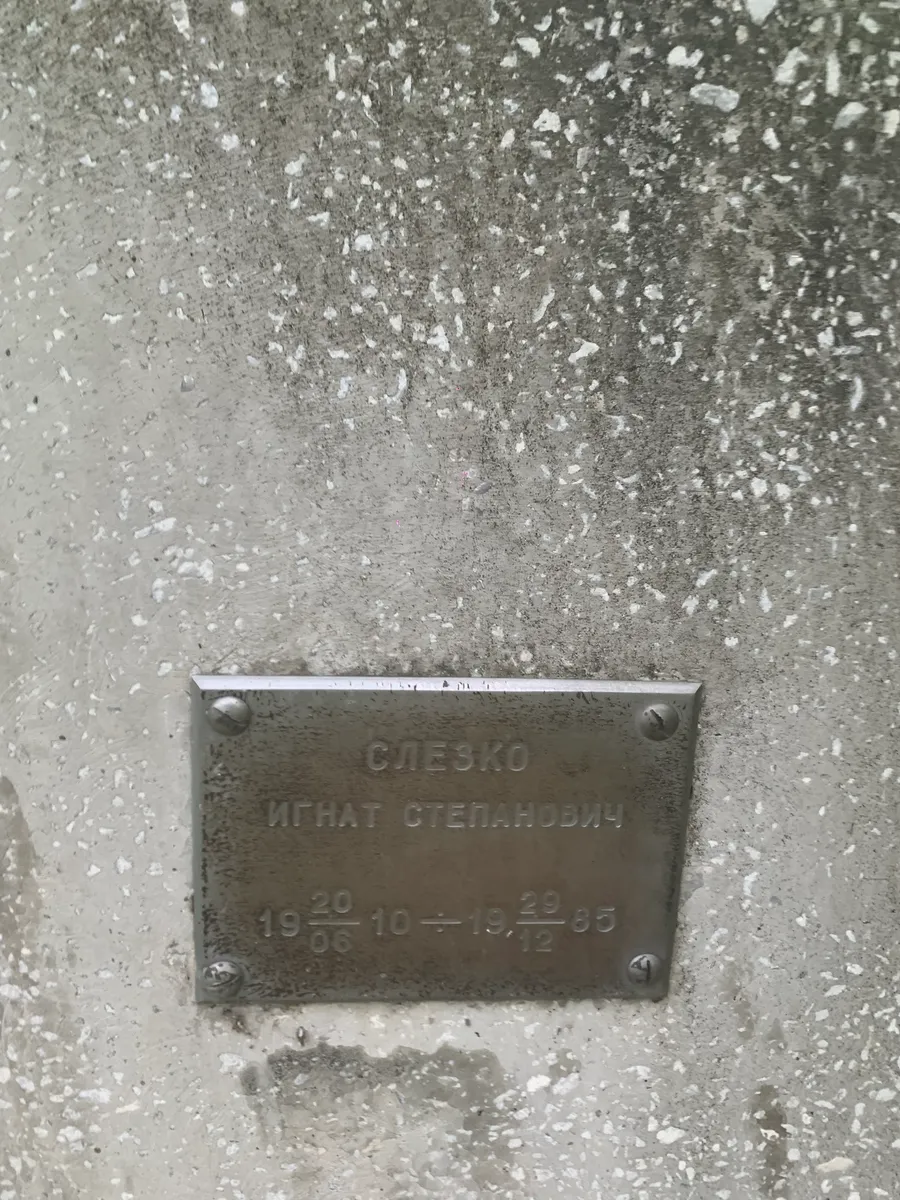 СЛЕЗКО
ИГНАТ СТЕПАНОВИЧ
19 20/06 10 ÷ 19 29/12 85